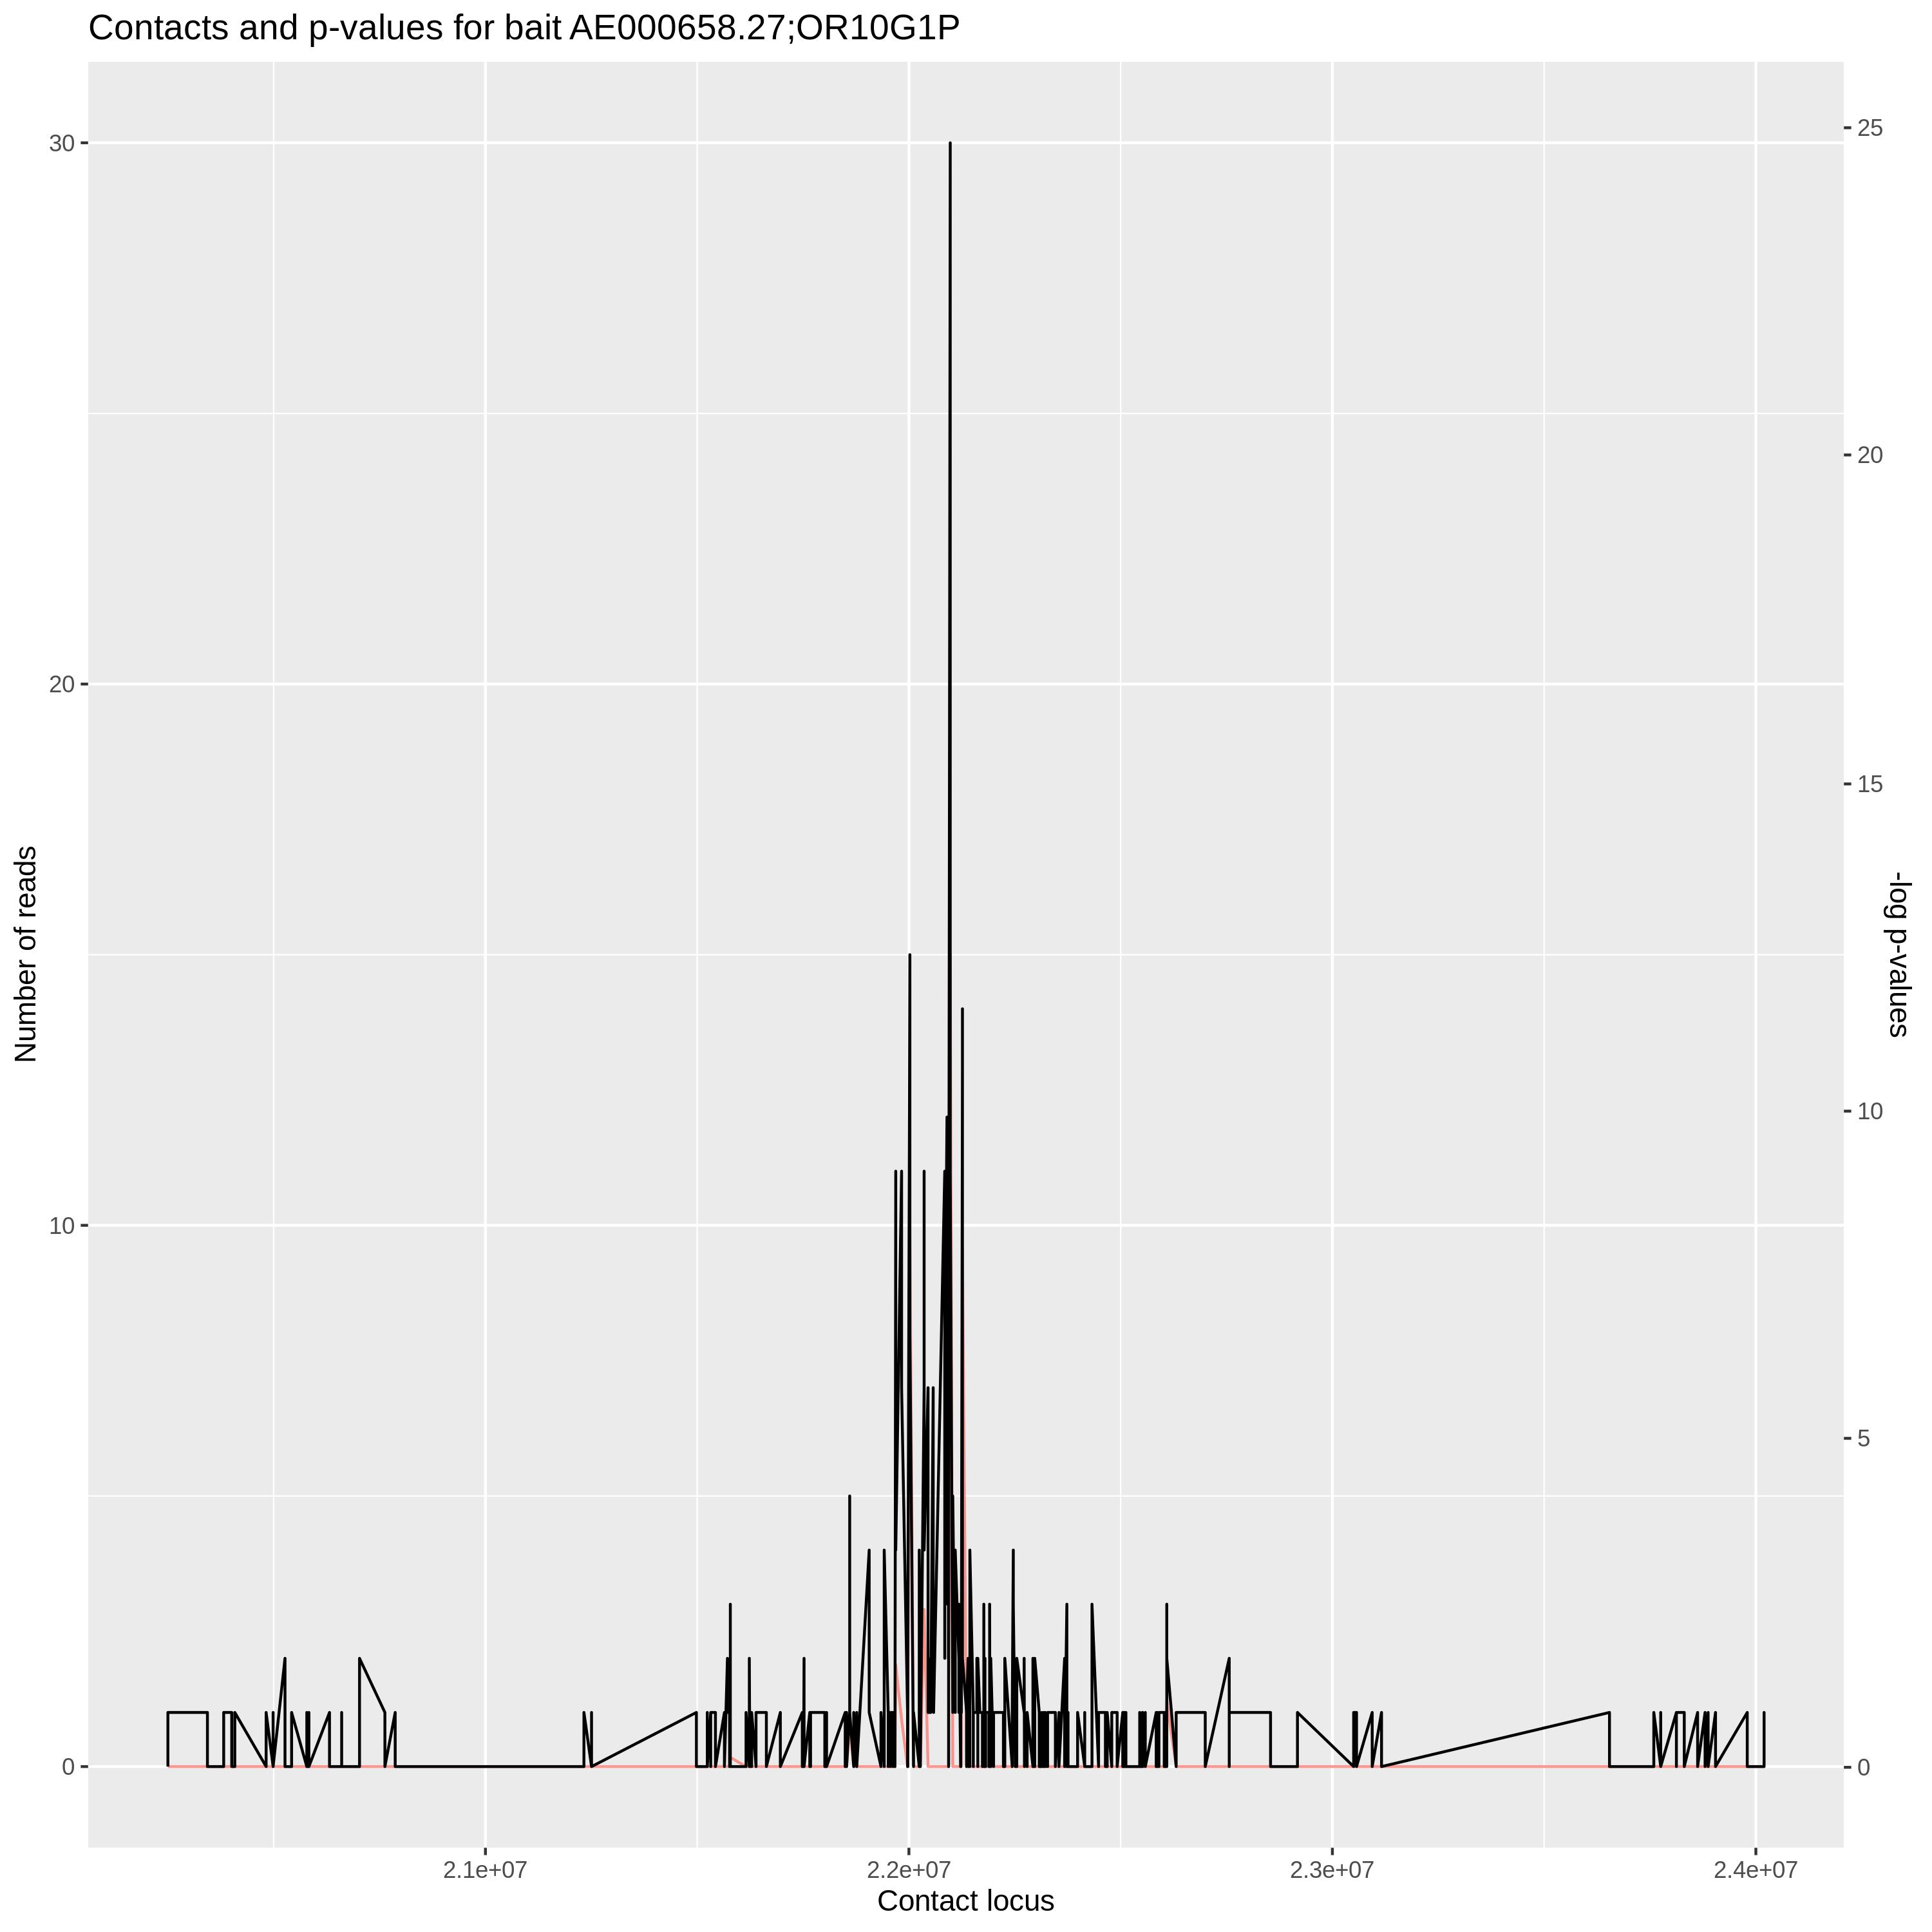 Contacts and p-values for bait AE000658.27;OR10G1P
30
20
10
0
25
20
15
10
5
0
Number of reads
-log p-values
2.1e+07 2.2e+07 2.3e+07 2.4e+07
Contact locus